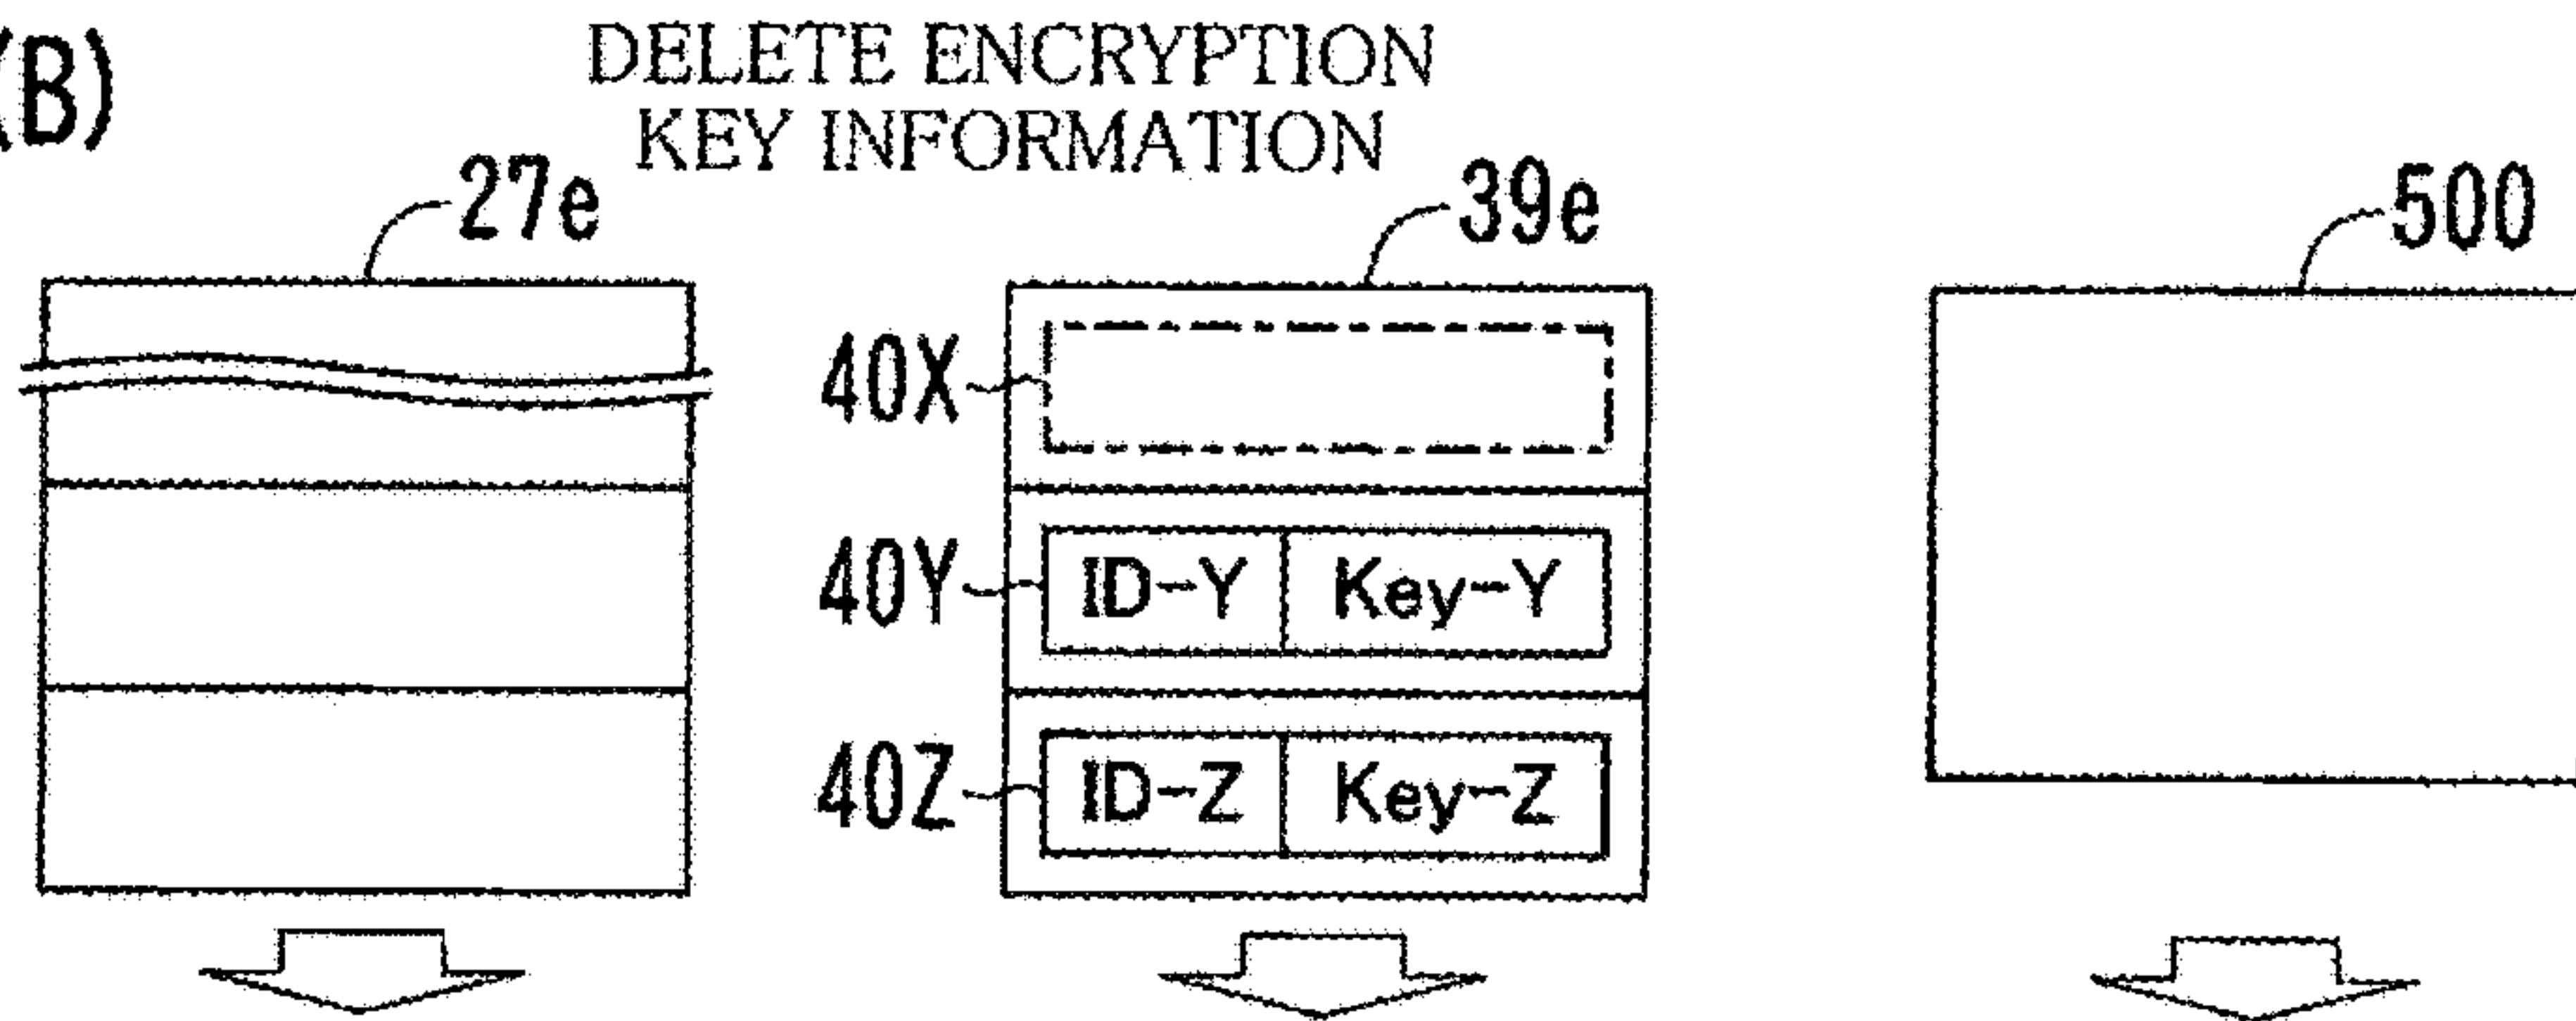 (B)
DELETE ENCRYPTION
KEY INFORMATION
27e
39e
500
40X
40Y ID-Y Key-Y
40Z ID-Z Key-Z